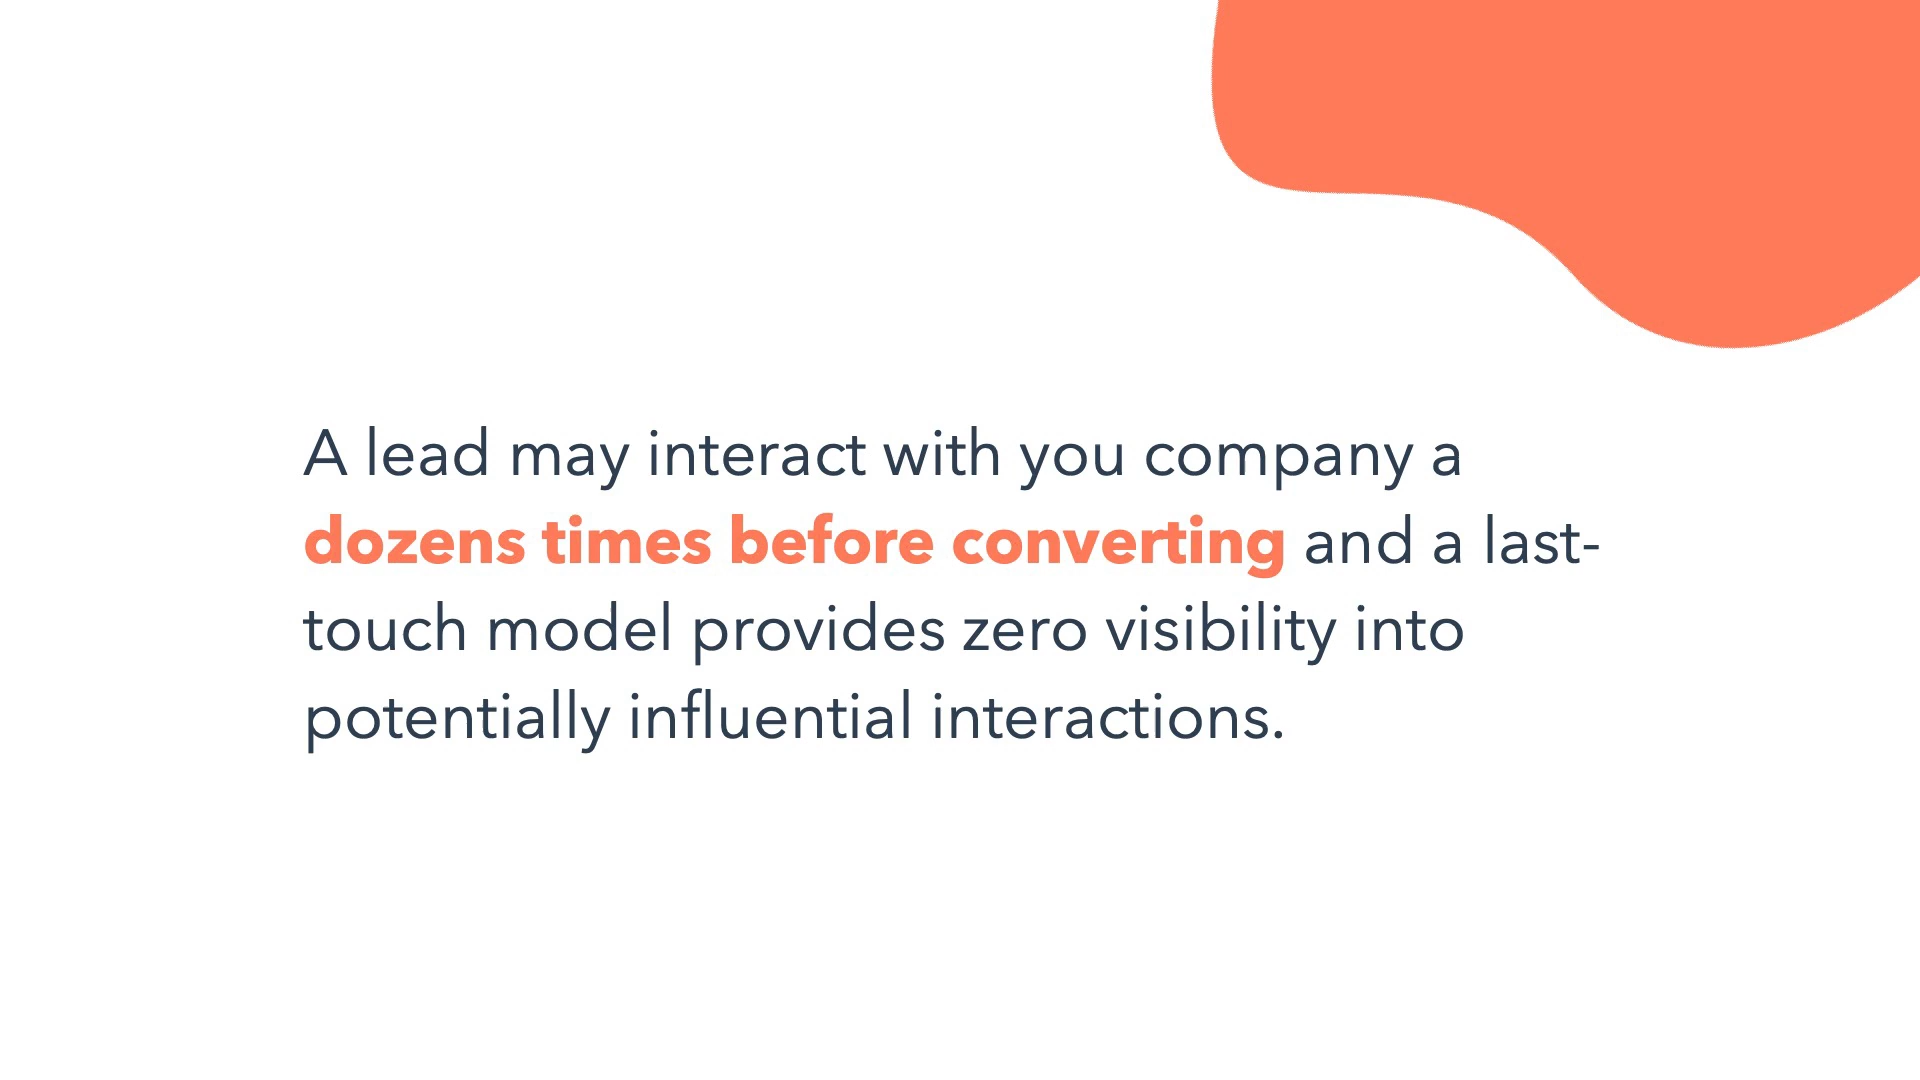 A lead may interact with you company a
dozens times before converting and a last-
touch model provides zero visibility into
potentially influential interactions.